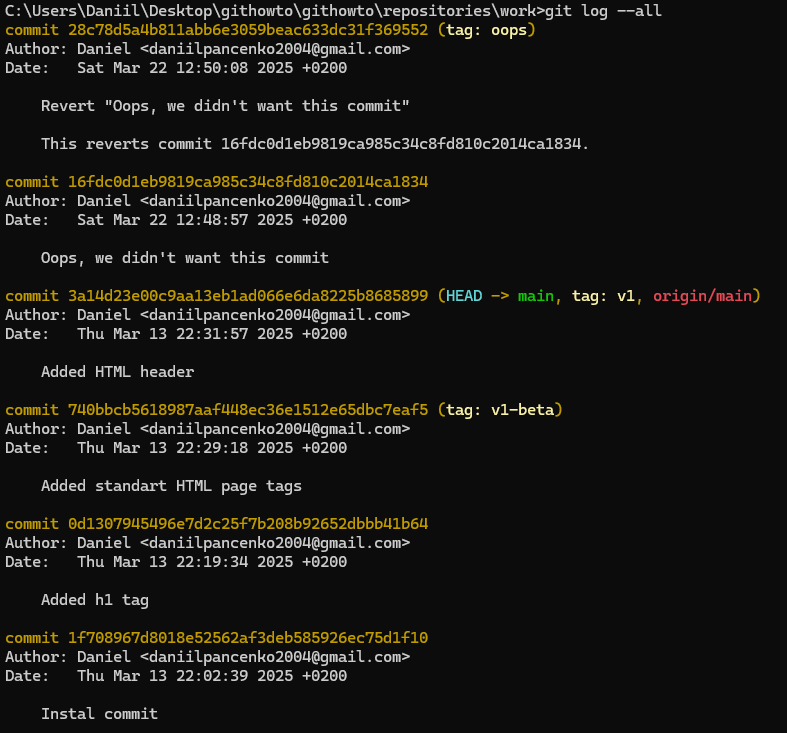 C:\Users\Daniil\Desktop\githowto\githowto\repositories\work>git log --all
commit 28c78d5a4b811abb6e3059beac633dc31f369552 (tag: oops)
Author: Daniel <daniilpancenko2004@gmail.com>
Date:   Sat Mar 22 12:50:08 2025 +0200

    Revert "Oops, we didn't want this commit"

    This reverts commit 16fdc0d1eb9819ca985c34c8fd810c2014ca1834.

commit 16fdc0d1eb9819ca985c34c8fd810c2014ca1834
Author: Daniel <daniilpancenko2004@gmail.com>
Date:   Sat Mar 22 12:48:57 2025 +0200

    Oops, we didn't want this commit

commit 3a14d23e00c9aa13eb1ad066e6da8225b8685899 (HEAD -> main, tag: v1, origin/main)
Author: Daniel <daniilpancenko2004@gmail.com>
Date:   Thu Mar 13 22:31:57 2025 +0200

    Added HTML header

commit 740bbcb5618987aaf448ec36e1512e65dbc7eaf5 (tag: v1-beta)
Author: Daniel <daniilpancenko2004@gmail.com>
Date:   Thu Mar 13 22:29:18 2025 +0200

    Added standart HTML page tags

commit 0d1307945496e7d2c25f7b208b92652dbbb41b64
Author: Daniel <daniilpancenko2004@gmail.com>
Date:   Thu Mar 13 22:19:34 2025 +0200

    Added h1 tag

commit 1f708967d8018e52562af3deb585926ec75d1f10
Author: Daniel <daniilpancenko2004@gmail.com>
Date:   Thu Mar 13 22:02:39 2025 +0200

    Instal commit